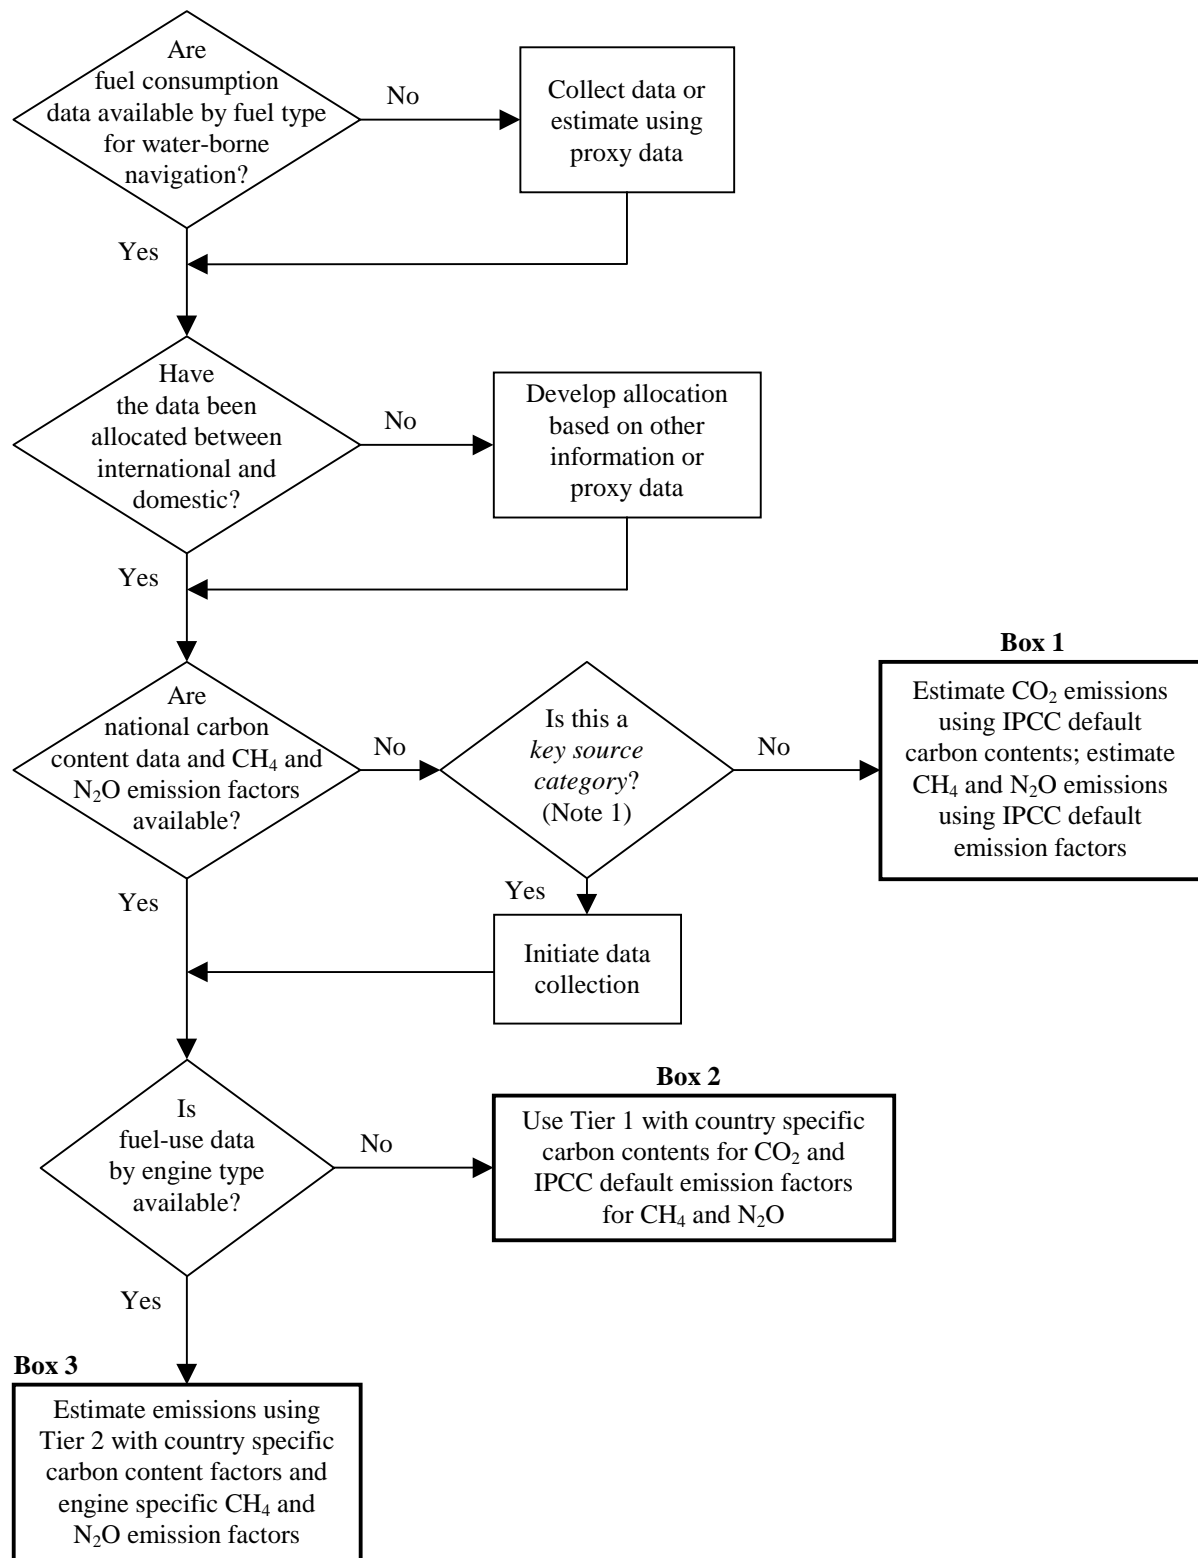 Are
fuel consumption
data available by fuel type
for water-borne
navigation?
No
Collect data or
estimate using
proxy data
Yes
Have
the data been
allocated between
international and
domestic?
No
Develop allocation
based on other
information or
proxy data
Yes
Are
national carbon
content data and CH₄ and
N₂O emission factors
available?
No
Is this a
key source
category?
(Note 1)
No
Box 1
Estimate CO₂ emissions
using IPCC default
carbon contents; estimate
CH₄ and N₂O emissions
using IPCC default
emission factors
Yes
Yes
Initiate data
collection
Is
fuel-use data
by engine type
available?
No
Box 2
Use Tier 1 with country specific
carbon contents for CO₂ and
IPCC default emission factors
for CH₄ and N₂O
Yes
Box 3
Estimate emissions using
Tier 2 with country specific
carbon content factors and
engine specific CH₄ and
N₂O emission factors